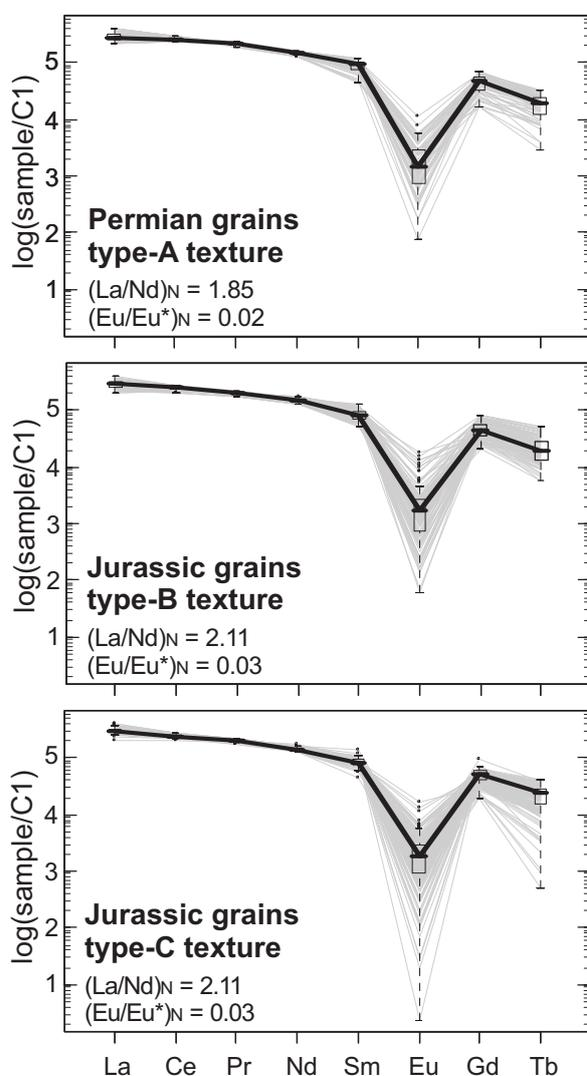 log(sample/C1)
5
4
3
2
1
Permian grains
type-A texture
(La/Nd)N = 1.85
(Eu/Eu*)N = 0.02
log(sample/C1)
5
4
3
2
1
Jurassic grains
type-B texture
(La/Nd)N = 2.11
(Eu/Eu*)N = 0.03
log(sample/C1)
5
4
3
2
1
Jurassic grains
type-C texture
(La/Nd)N = 2.11
(Eu/Eu*)N = 0.03
La Ce Pr Nd Sm Eu Gd Tb